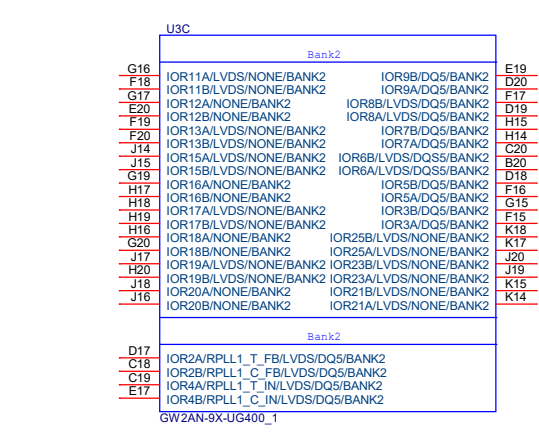 U3C
Bank2
G16 IOR11A/LVDS/NONE/BANK2 IOR9B/DQ5/BANK2 E19
F18 IOR11B/LVDS/NONE/BANK2 IOR9A/DQ5/BANK2 D20
G17 IOR12A/NONE/BANK2 IOR8B/LVDS/DQ5/BANK2 F17
E20 IOR12B/NONE/BANK2 IOR8A/LVDS/DQ5/BANK2 D19
F19 IOR13A/LVDS/NONE/BANK2 IOR7B/DQ5/BANK2 H15
F20 IOR13B/LVDS/NONE/BANK2 IOR7A/DQ5/BANK2 H14
J14 IOR15A/LVDS/NONE/BANK2 IOR6B/LVDS/DQS5/BANK2 C20
J15 IOR15B/LVDS/NONE/BANK2 IOR6A/LVDS/DQS5/BANK2 B20
G19 IOR16A/NONE/BANK2 IOR5B/DQ5/BANK2 D18
H17 IOR16B/NONE/BANK2 IOR5A/DQ5/BANK2 F16
H18 IOR17A/LVDS/NONE/BANK2 IOR3B/DQ5/BANK2 G15
H19 IOR17B/LVDS/NONE/BANK2 IOR3A/DQ5/BANK2 F15
H16 IOR18A/NONE/BANK2 IOR25B/LVDS/NONE/BANK2 K18
G20 IOR18B/NONE/BANK2 IOR25A/LVDS/NONE/BANK2 K17
J17 IOR19A/LVDS/NONE/BANK2 IOR23B/LVDS/NONE/BANK2 J20
H20 IOR19B/LVDS/NONE/BANK2 IOR23A/LVDS/NONE/BANK2 J19
J18 IOR20A/NONE/BANK2 IOR21B/LVDS/NONE/BANK2 K15
J16 IOR20B/NONE/BANK2 IOR21A/LVDS/NONE/BANK2 K14
Bank2
D17 IOR2A/RPLL1_T_FB/LVDS/DQ5/BANK2
C18 IOR2B/RPLL1_C_FB/LVDS/DQ5/BANK2
C19 IOR4A/RPLL1_T_IN/LVDS/DQ5/BANK2
E17 IOR4B/RPLL1_C_IN/LVDS/DQ5/BANK2
GW2AN-9X-UG400_1